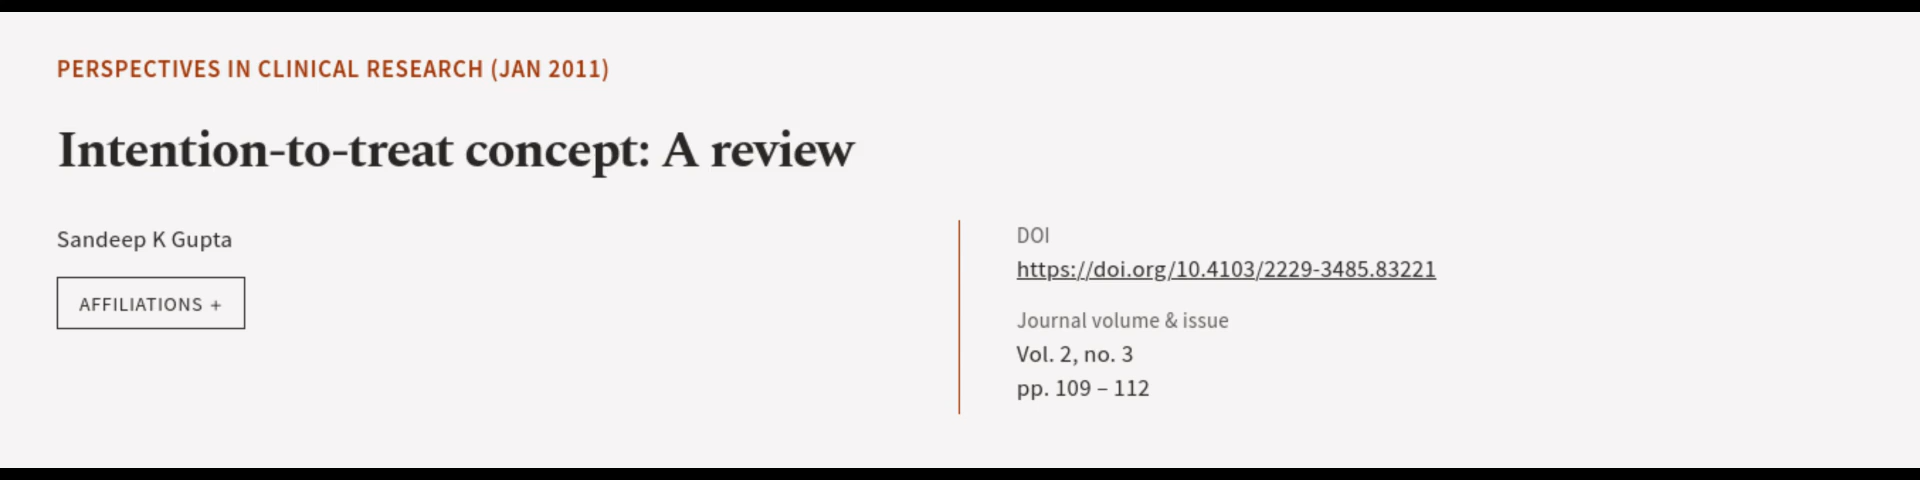 PERSPECTIVES IN CLINICAL RESEARCH (JAN 2011)
Intention-to-treat concept: A review
Sandeep K Gupta
AFFILIATIONS +
DOI
https://doi.org/10.4103/2229-3485.83221
Journal volume & issue
Vol. 2, no. 3
pp. 109 – 112